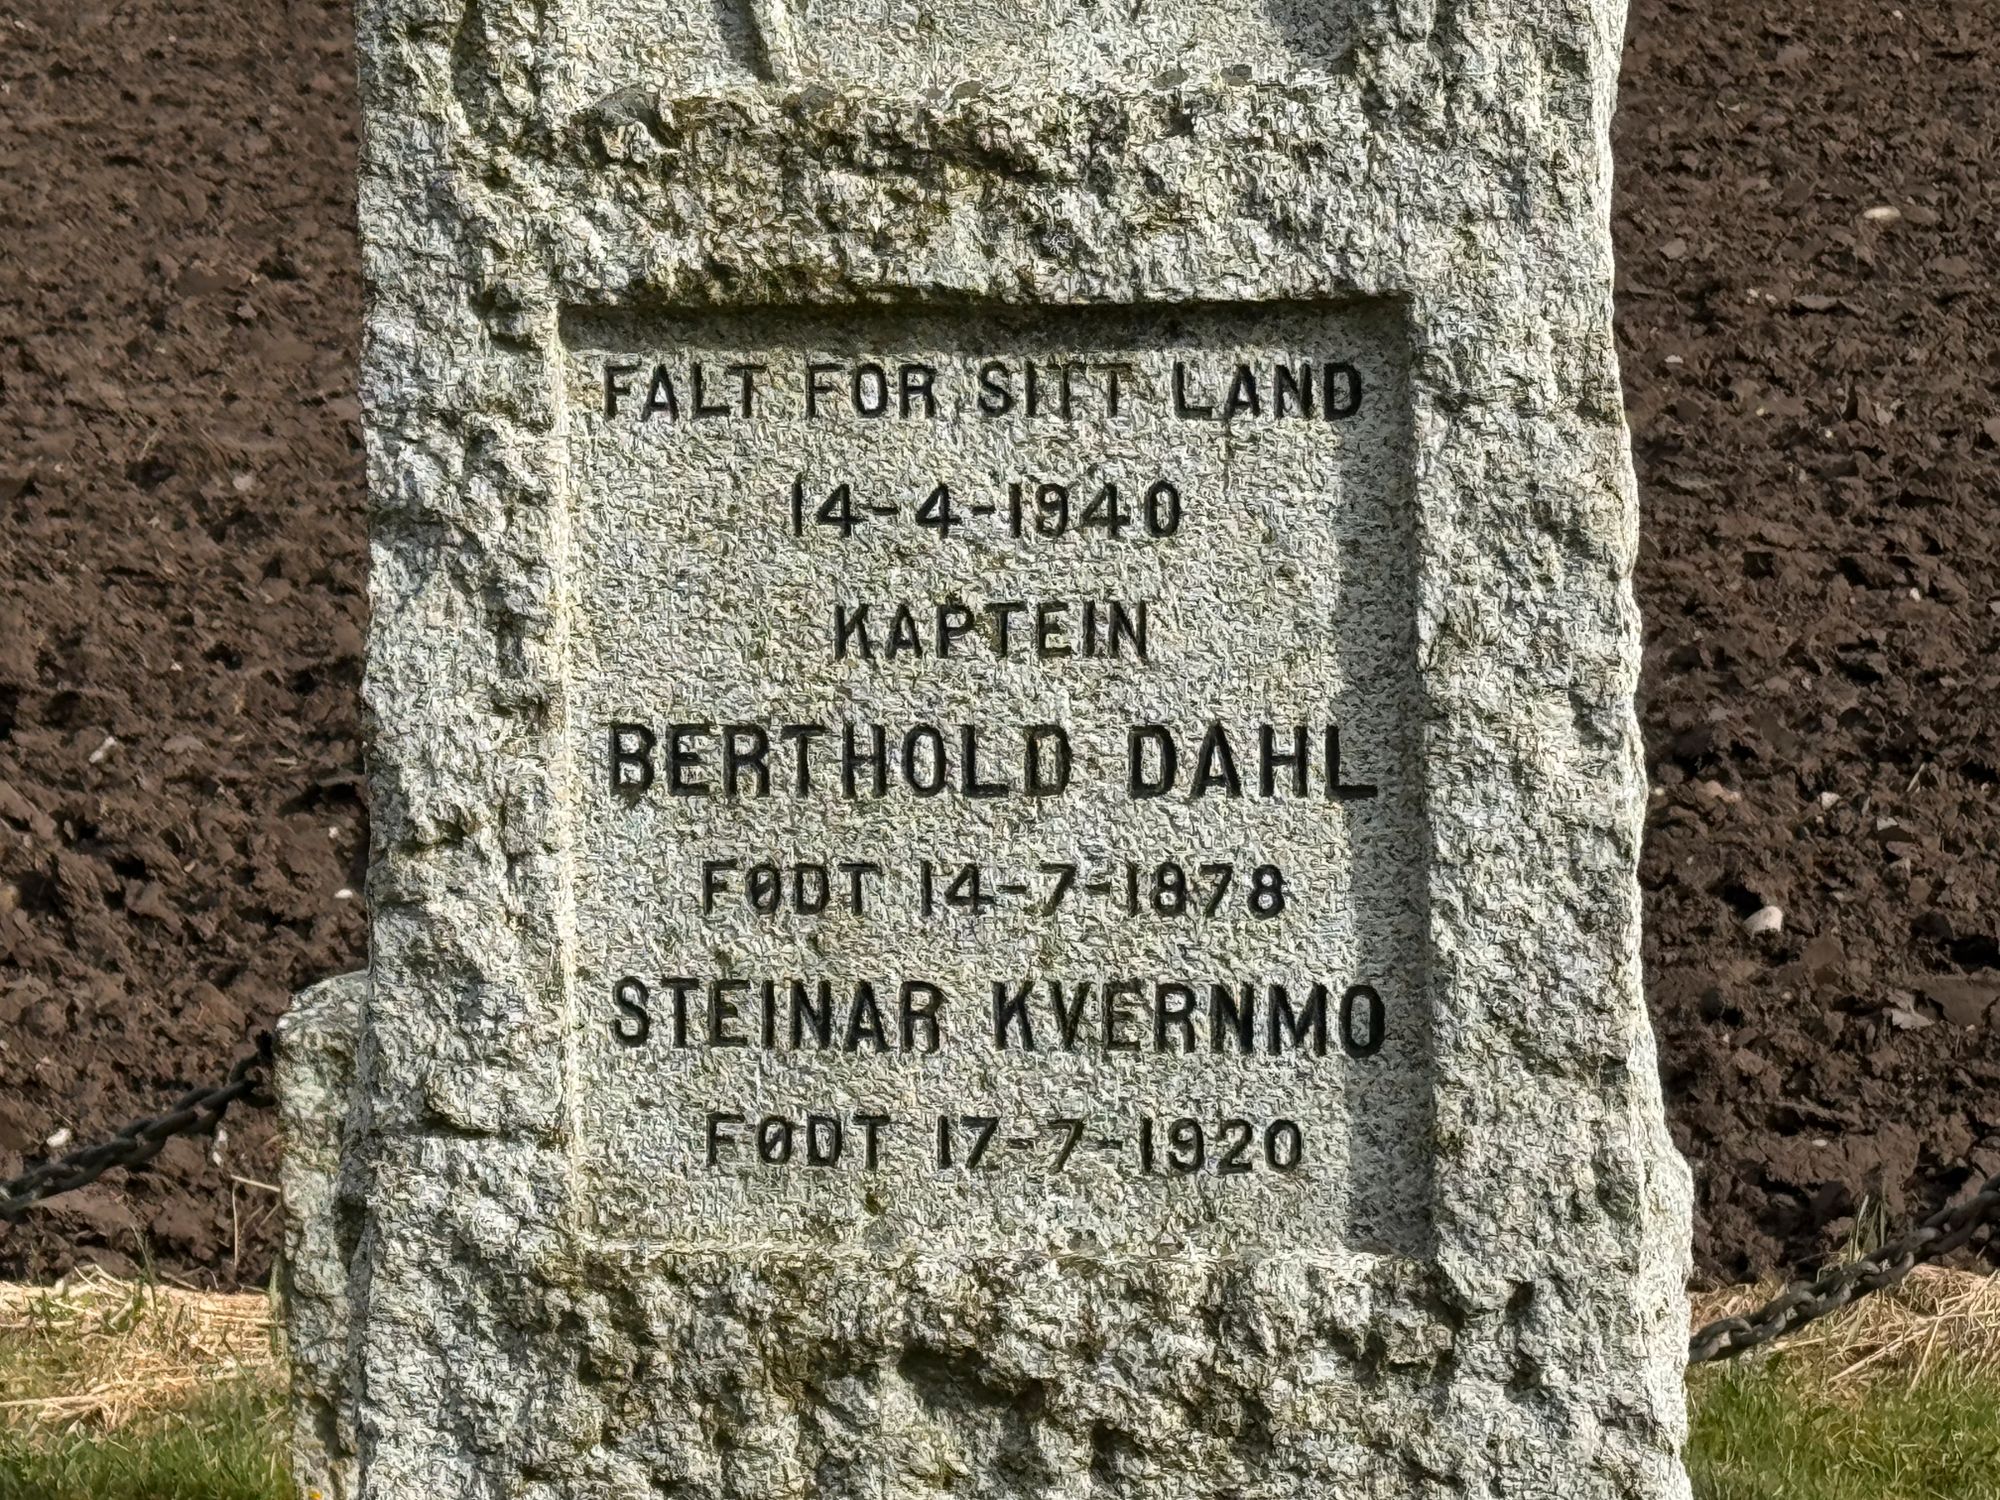 FALT FOR SITT LAND
14-4-1940
KAPTEIN
BERTHOLD DAHL
FØDT 14-7-1878
STEINAR KVERNMO
FØDT 17-7-1920